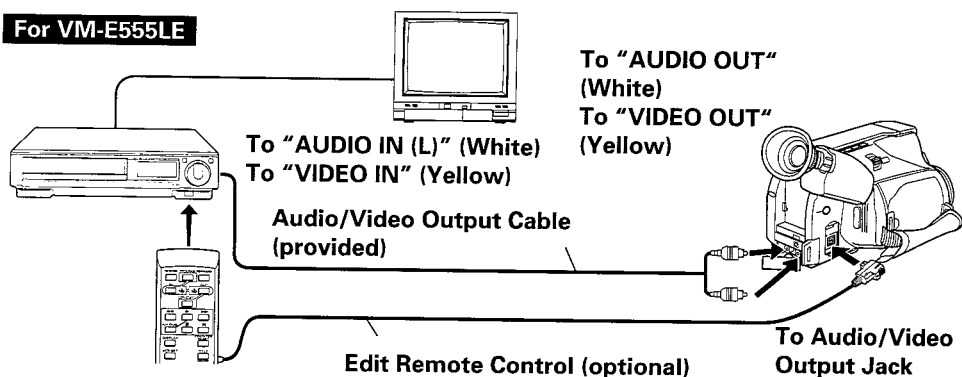 For VM-E555LE
To "AUDIO OUT"
(White)
To "VIDEO OUT"
(Yellow)
To "AUDIO IN (L)" (White)
To "VIDEO IN" (Yellow)
Audio/Video Output Cable
(provided)
Edit Remote Control (optional)
To Audio/Video
Output Jack